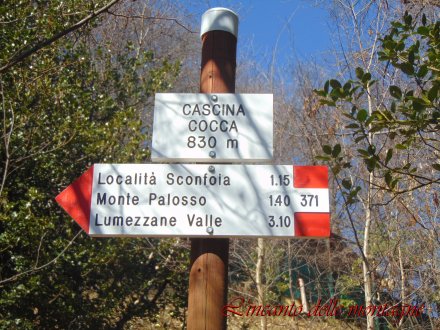 CASCINA
COCCA
830 m
Località Sconfoia 1.15
Monte Palosso 1.40 371
Lumezzane Valle 3.10
L'incanto delle montagne